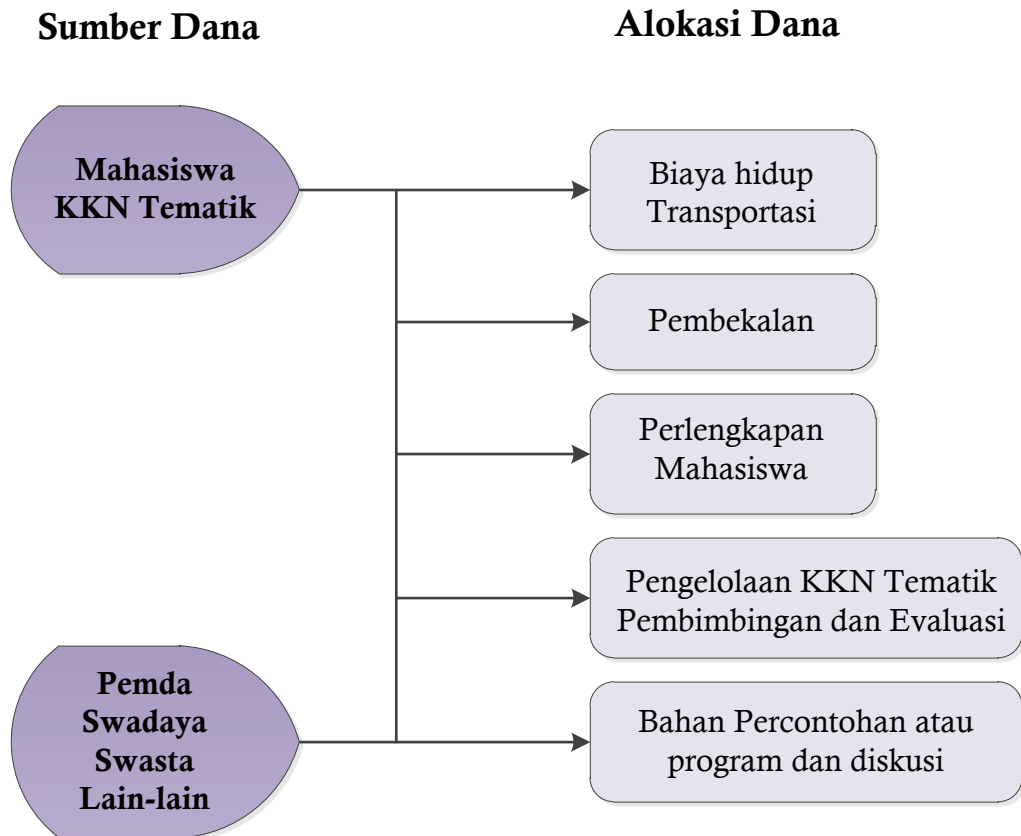 Sumber Dana
Alokasi Dana
Mahasiswa
KKN Tematik
Biaya hidup
Transportasi
Pembekalan
Perlengkapan
Mahasiswa
Pengelolaan KKN Tematik
Pembimbingan dan Evaluasi
Pemda
Swadaya
Swasta
Lain-lain
Bahan Percontohan atau
program dan diskusi